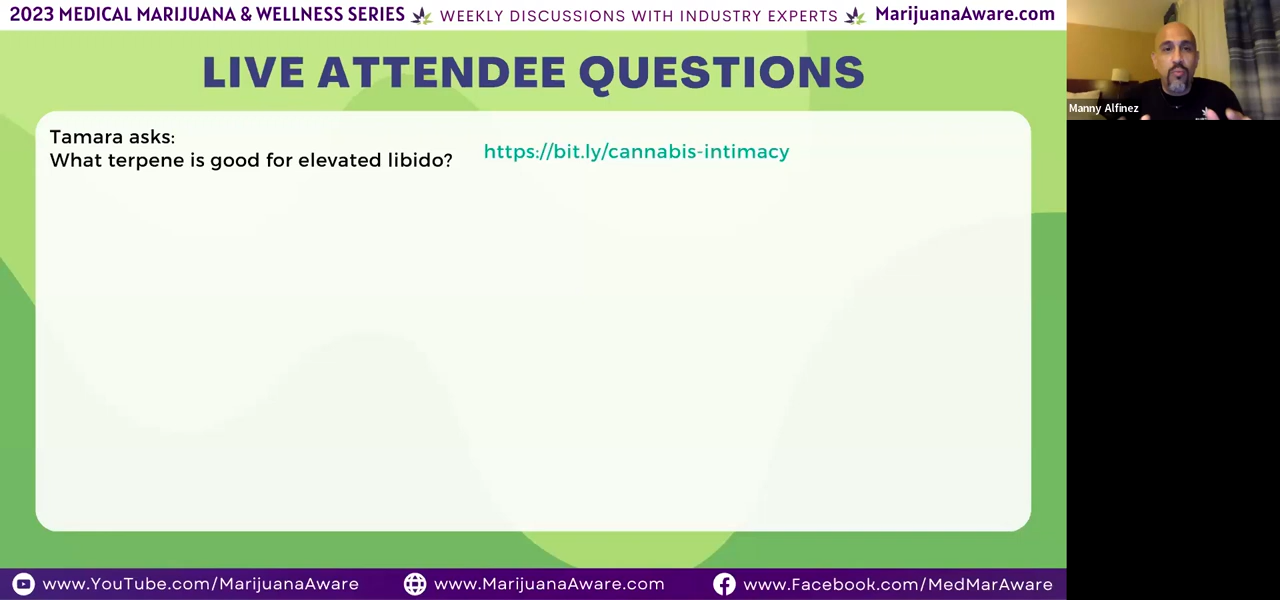 2023 MEDICAL MARIJUANA & WELLNESS SERIES WEEKLY DISCUSSIONS WITH INDUSTRY EXPERTS MarijuanaAware.com
Manny Alfinez
LIVE ATTENDEE QUESTIONS
Tamara asks:
What terpene is good for elevated libido? https://bit.ly/cannabis-intimacy
www.YouTube.com/MarijuanaAware www.MarijuanaAware.com www.Facebook.com/MedMarAware